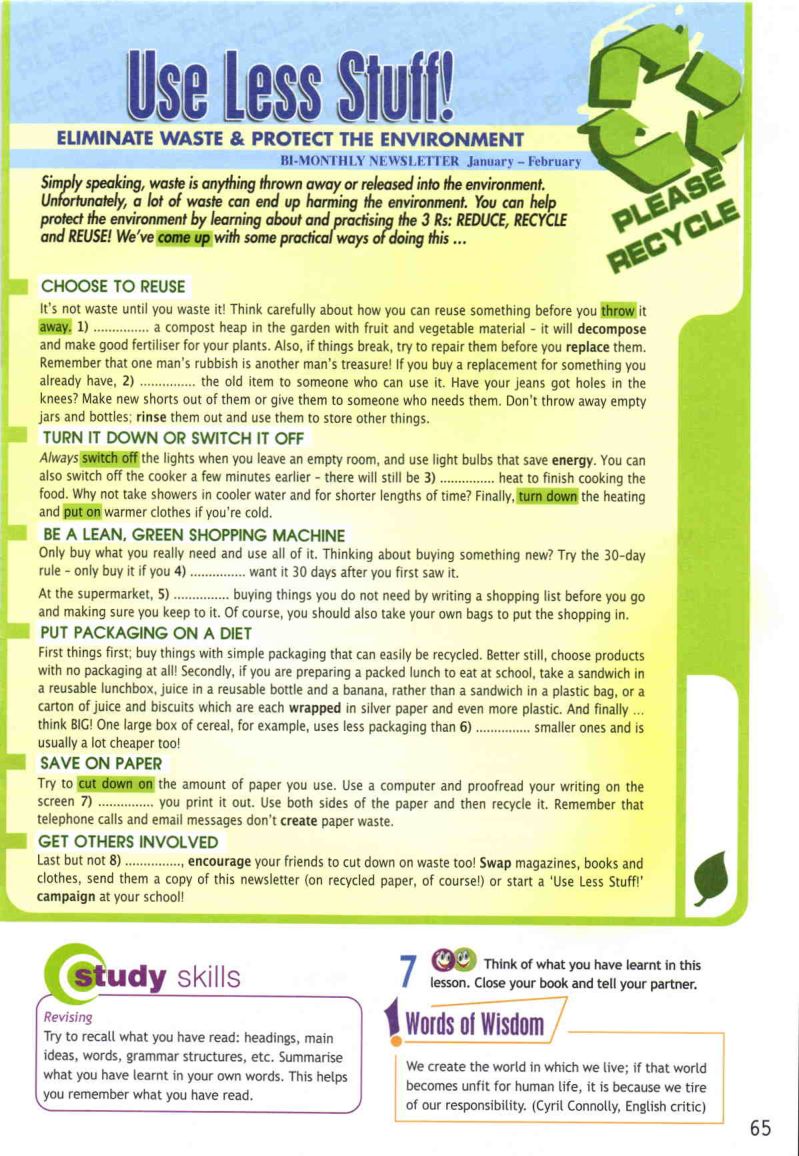 Use Less Stuff!
ELIMINATE WASTE & PROTECT THE ENVIRONMENT
BI-MONTHLY NEWSLETTER January – February
PLEASE
RECYCLE
Simply speaking, waste is anything thrown away or released into the environment.
Unfortunately, a lot of waste can end up harming the environment. You can help
protect the environment by learning about and practising the 3 Rs: REDUCE, RECYCLE
and REUSE! We've come up with some practical ways of doing this ...
CHOOSE TO REUSE
It's not waste until you waste it! Think carefully about how you can reuse something before you throw it
away. 1) ............... a compost heap in the garden with fruit and vegetable material - it will decompose
and make good fertiliser for your plants. Also, if things break, try to repair them before you replace them.
Remember that one man's rubbish is another man's treasure! If you buy a replacement for something you
already have, 2) ............... the old item to someone who can use it. Have your jeans got holes in the
knees? Make new shorts out of them or give them to someone who needs them. Don't throw away empty
jars and bottles; rinse them out and use them to store other things.
TURN IT DOWN OR SWITCH IT OFF
Always switch off the lights when you leave an empty room, and use light bulbs that save energy. You can
also switch off the cooker a few minutes earlier - there will still be 3) ............... heat to finish cooking the
food. Why not take showers in cooler water and for shorter lengths of time? Finally, turn down the heating
and put on warmer clothes if you're cold.
BE A LEAN, GREEN SHOPPING MACHINE
Only buy what you really need and use all of it. Thinking about buying something new? Try the 30-day
rule - only buy it if you 4) ............... want it 30 days after you first saw it.
At the supermarket, 5) ............... buying things you do not need by writing a shopping list before you go
and making sure you keep to it. Of course, you should also take your own bags to put the shopping in.
PUT PACKAGING ON A DIET
First things first; buy things with simple packaging that can easily be recycled. Better still, choose products
with no packaging at all! Secondly, if you are preparing a packed lunch to eat at school, take a sandwich in
a reusable lunchbox, juice in a reusable bottle and a banana, rather than a sandwich in a plastic bag, or a
carton of juice and biscuits which are each wrapped in silver paper and even more plastic. And finally ...
think BIG! One large box of cereal, for example, uses less packaging than 6) ............... smaller ones and is
usually a lot cheaper too!
SAVE ON PAPER
Try to cut down on the amount of paper you use. Use a computer and proofread your writing on the
screen 7) ............... you print it out. Use both sides of the paper and then recycle it. Remember that
telephone calls and email messages don't create paper waste.
GET OTHERS INVOLVED
Last but not 8) ..............., encourage your friends to cut down on waste too! Swap magazines, books and
clothes, send them a copy of this newsletter (on recycled paper, of course!) or start a 'Use Less Stuff!'
campaign at your school!
study skills
Revising
Try to recall what you have read: headings, main
ideas, words, grammar structures, etc. Summarise
what you have learnt in your own words. This helps
you remember what you have read.
7 Think of what you have learnt in this
lesson. Close your book and tell your partner.
Words of Wisdom
We create the world in which we live; if that world
becomes unfit for human life, it is because we tire
of our responsibility. (Cyril Connolly, English critic)
65